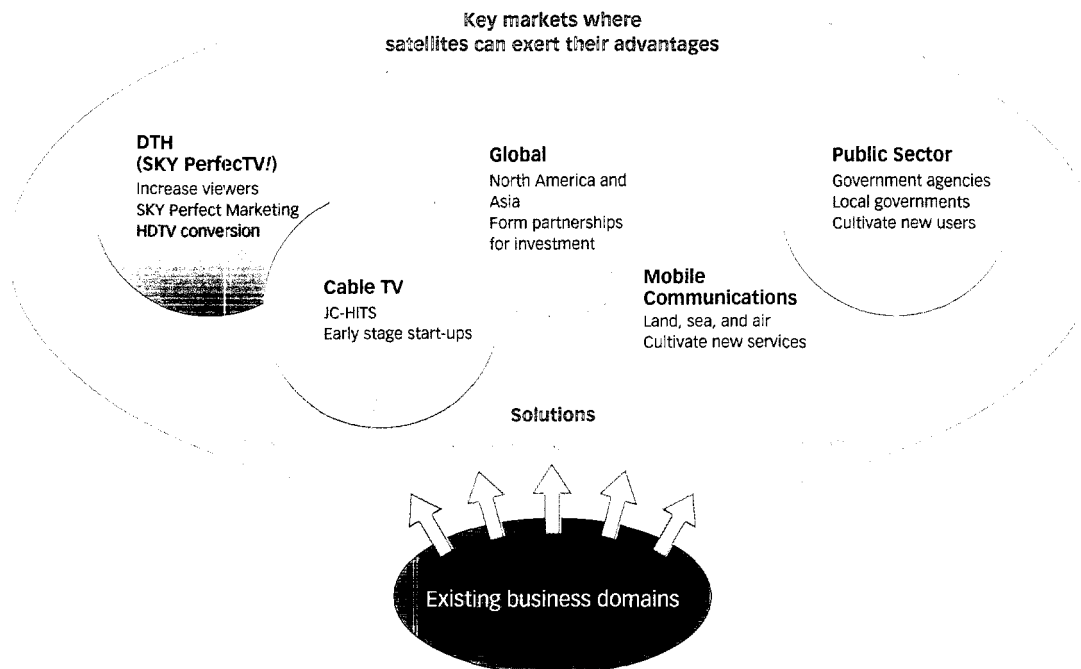 Key markets where
satellites can exert their advantages
DTH
(SKY PerfecTV!)
Increase viewers
SKY Perfect Marketing
HDTV conversion
Cable TV
JC-HITS
Early stage start-ups
Global
North America and
Asia
Form partnerships
for investment
Mobile
Communications
Land, sea, and air
Cultivate new services
Public Sector
Government agencies
Local governments
Cultivate new users
Solutions
Existing business domains